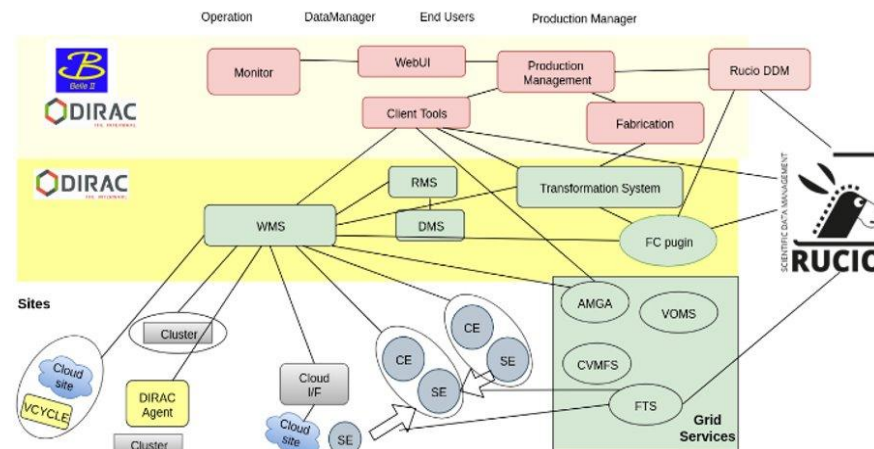 Operation DataManager End Users Production Manager
Belle II
Monitor
WebUI
Production
Management
Rucio DDM
DIRAC
Client Tools
Fabrication
DIRAC
RMS
Transformation System
SCIENTIFIC DATA MANAGEMENT
WMS
DMS
FC pugin
RUCIO
Sites
AMGA
VOMS
Cluster
CE
CE
SE
CVMFS
Cloud
site
VCYCLE
DIRAC
Agent
Cloud
I/F
SE
FTS
Grid
Services
Cluster
Cloud
site
SE